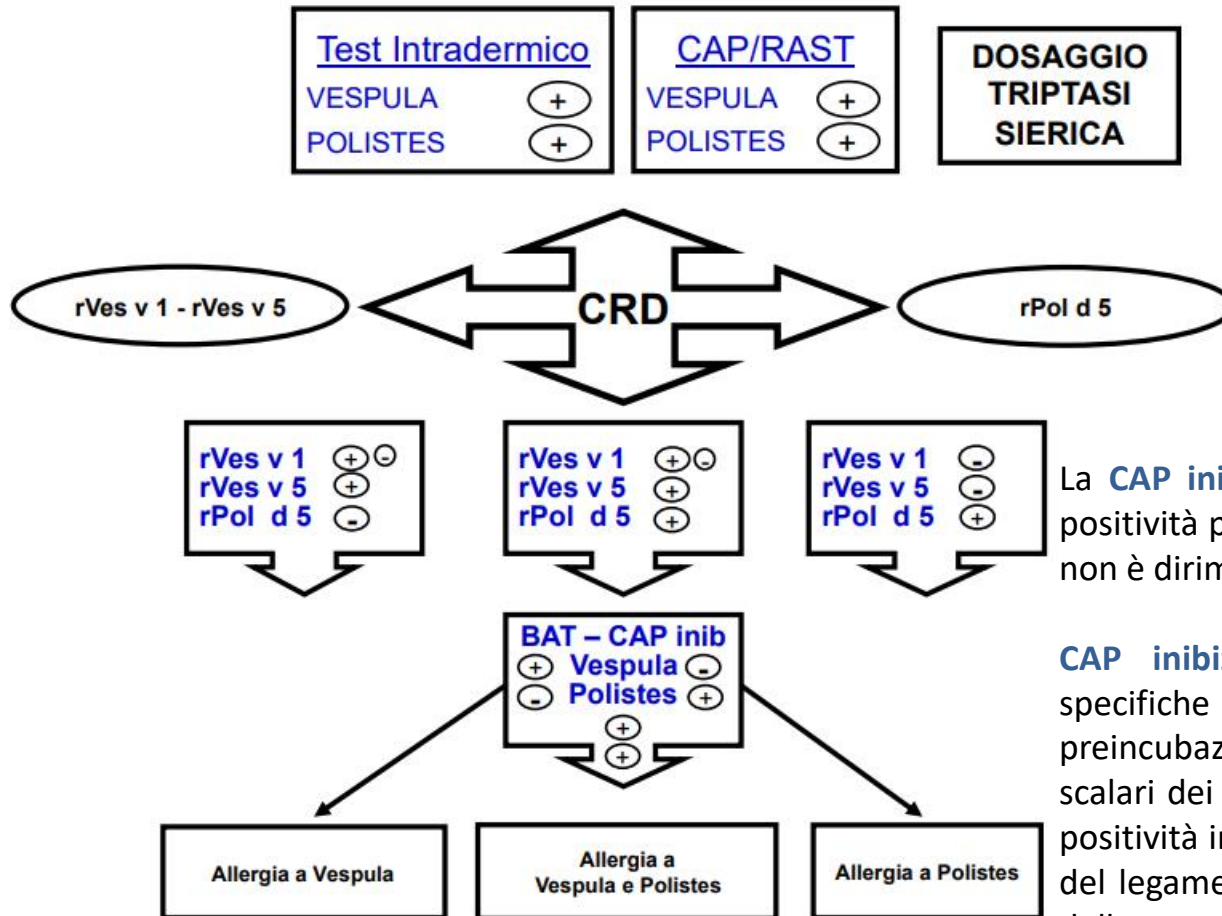 Test Intradermico
VESPULA +
POLISTES +
CAP/RAST
VESPULA +
POLISTES +
DOSAGGIO
TRIPTASI
SIERICA
rVes v 1 - rVes v 5
CRD
rPol d 5
rVes v 1 + -
rVes v 5 +
rPol d 5 -
rVes v 1 + -
rVes v 5 +
rPol d 5 +
rVes v 1 -
rVes v 5 -
rPol d 5 +
BAT – CAP inib
+ Vespula -
- Polistes +
+
+
Allergia a Vespula
Allergia a
Vespula e Polistes
Allergia a Polistes
La CAP ini
positività p
non è dirim
CAP inibi
specifiche
preincubaz
scalari dei
positività i
del legame